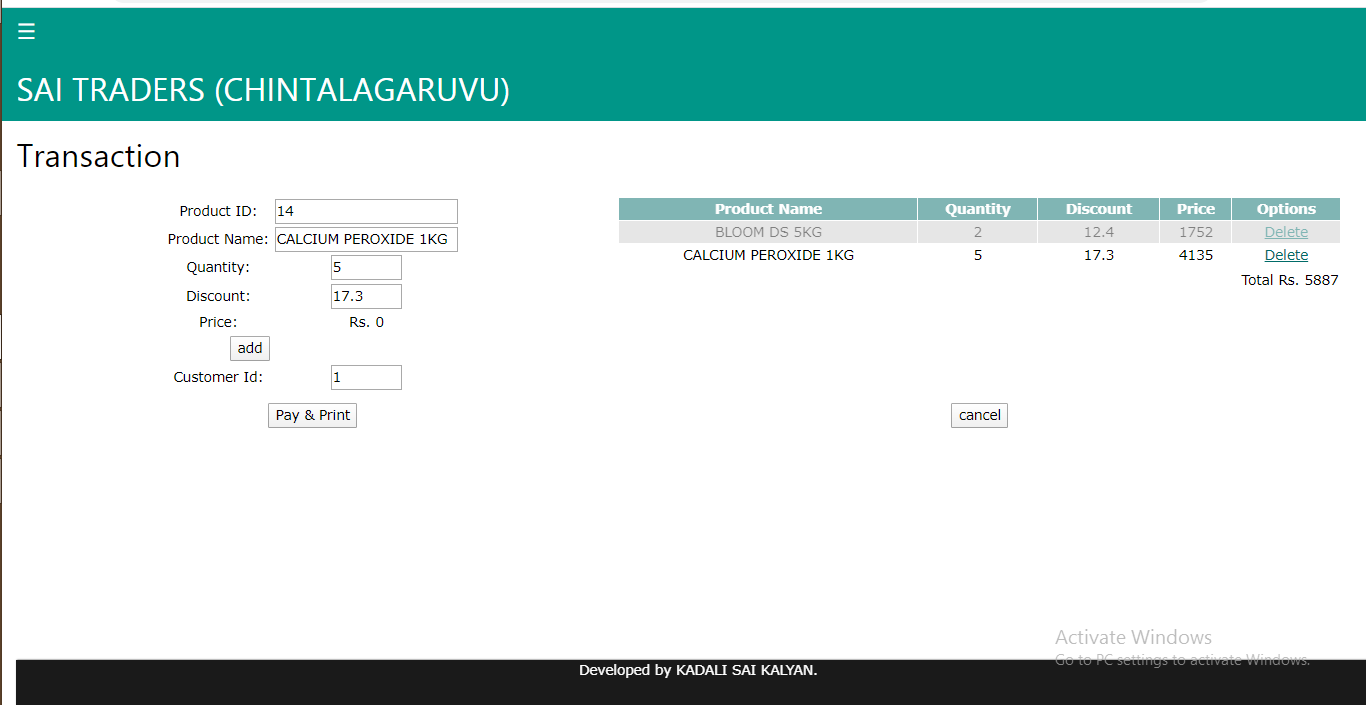 ☰
SAI TRADERS (CHINTALAGARUVU)
Transaction
Product ID: 14
Product Name: CALCIUM PEROXIDE 1KG
Quantity: 5
Discount: 17.3
Price: Rs. 0
add
Customer Id: 1
Pay & Print
Product Name Quantity Discount Price Options
BLOOM DS 5KG 2 12.4 1752 Delete
CALCIUM PEROXIDE 1KG 5 17.3 4135 Delete
Total Rs. 5887
cancel
Activate Windows
Go to PC settings to activate Windows.
Developed by KADALI SAI KALYAN.